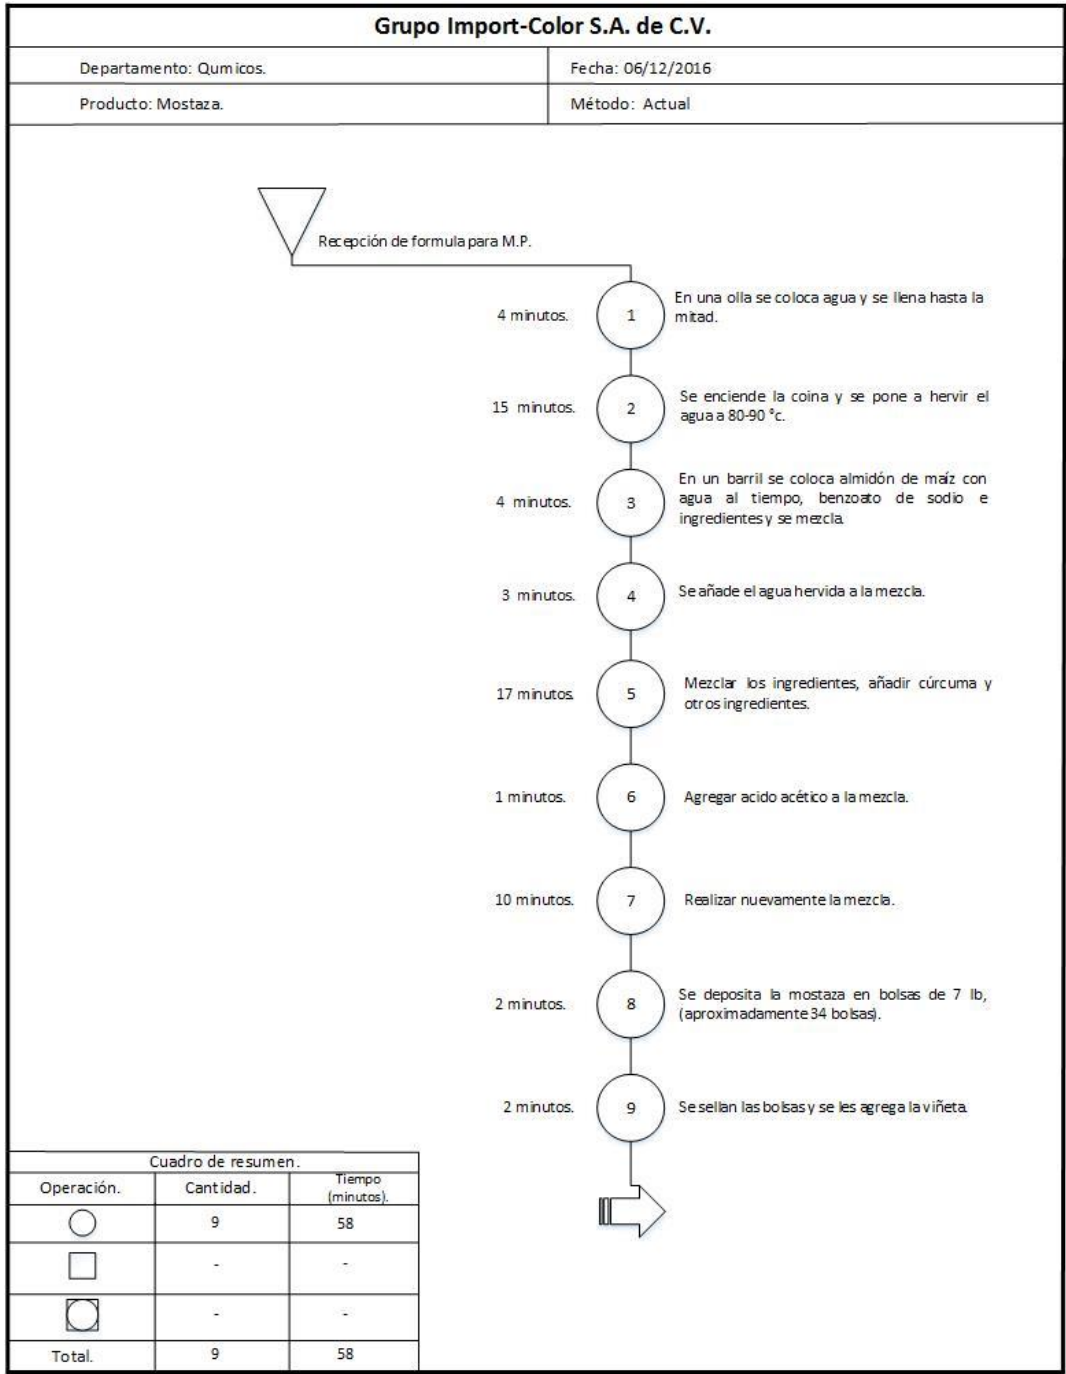 Grupo Import-Color S.A. de C.V.
Departamento: Qumicos.
Fecha: 06/12/2016
Producto: Mostaza.
Método: Actual
Recepción de formula para M.P.
4 minutos.
1
En una olla se coloca agua y se llena hasta la
mitad.
15 minutos.
2
Se enciende la coina y se pone a hervir el
agua a 80-90 °c.
4 minutos.
3
En un barril se coloca almidón de maíz con
agua al tiempo, benzoato de sodio e
ingredientes y se mezcla.
3 minutos.
4
Se añade el agua hervida a la mezcla.
17 minutos.
5
Mezclar los ingredientes, añadir cúrcuma y
otros ingredientes.
1 minutos.
6
Agregar acido acético a la mezcla.
10 minutos.
7
Realizar nuevamente la mezcla.
2 minutos.
8
Se deposita la mostaza en bolsas de 7 lb,
(aproximadamente 34 bolsas).
2 minutos.
9
Se sellan las bolsas y se les agrega la viñeta.
Cuadro de resumen.
Operación.
Cantidad.
Tiempo
(minutos).
9
58
-
-
-
-
Total.
9
58